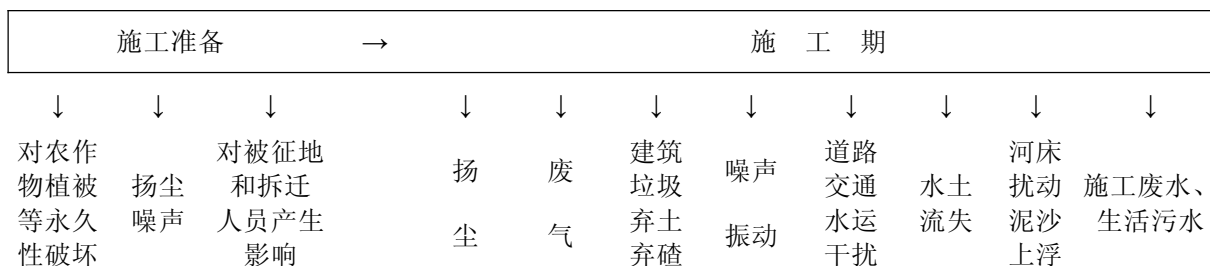 施工准备 → 施 工 期
↓ ↓ ↓ ↓ ↓ ↓ ↓ ↓ ↓ ↓ ↓
对农作
物植被
等永久
性破坏
扬尘
噪声
对被征地
和拆迁
人员产生
影响
扬
尘
废
气
建筑
垃圾
弃土
弃碴
噪声
振动
道路
交通
水运
干扰
水土
流失
河床
扰动
泥沙
上浮
施工废水、
生活污水